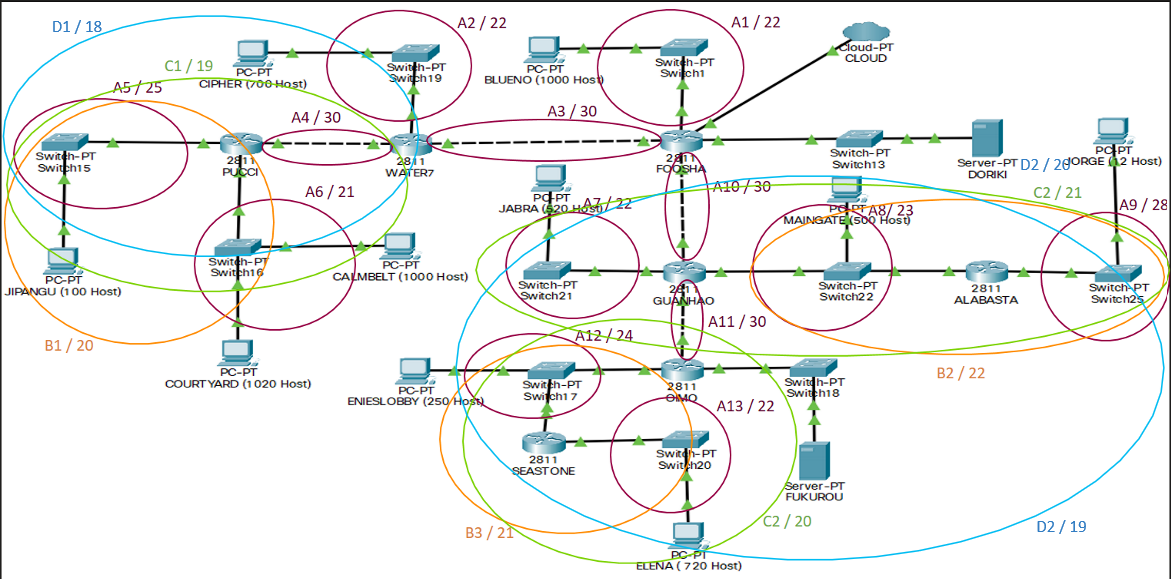 D1 / 18
A2 / 22
A1 / 22
Cloud-PT
CLOUD
PC-PT
CIPHER (700 Host)
Switch-PT
Switch19
PC-PT
BLUENO (1000 Host)
Switch-PT
Switch1
C1 / 19
A5 / 25
A4 / 30
A3 / 30
Switch-PT
Switch15
2811
PUCCI
2811
WATER7
2811
FOOSHA
Switch-PT
Switch13
Server-PT
DORIKI
D2 / 20
PC-PT
JORGE (12 Host)
A6 / 21
PC-PT
JABRA (520 Host)
A7 / 22
A10 / 30
PC-PT
MAINGATE (500 Host)
A8 / 23
C2 / 21
A9 / 28
Switch-PT
Switch16
PC-PT
CALMBELT (1000 Host)
PC-PT
JIPANGU (100 Host)
Switch-PT
Switch21
2811
GUANHAO
Switch-PT
Switch22
2811
ALABASTA
Switch-PT
Switch25
B1 / 20
A12 / 24
A11 / 30
B2 / 22
PC-PT
COURTYARD (1020 Host)
PC-PT
ENIESLOBBY (250 Host)
Switch-PT
Switch17
2811
OIMO
Switch-PT
Switch18
A13 / 22
2811
SEASTONE
Switch-PT
Switch20
Server-PT
FUKUROU
B3 / 21
C2 / 20
D2 / 19
PC-PT
ELENA ( 720 Host)